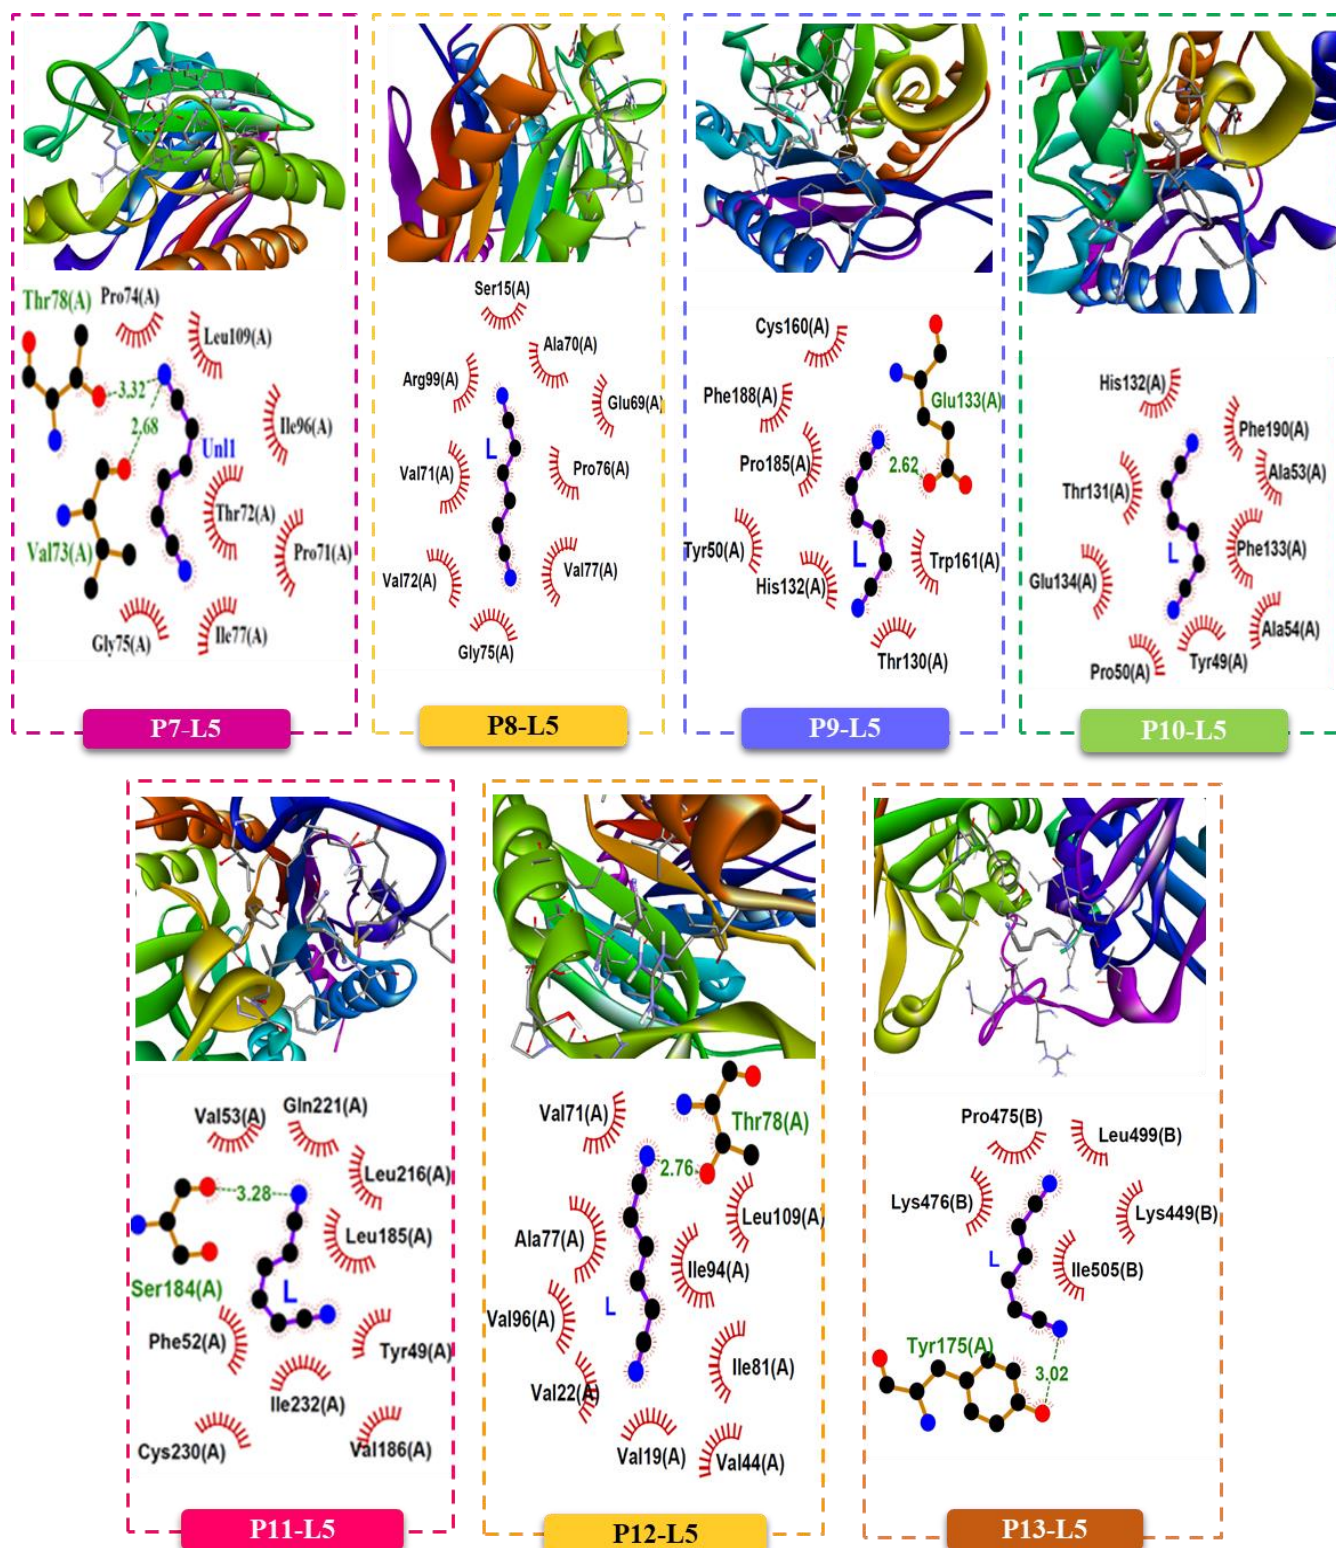 Thr78(A)
Pro74(A)
Leu109(A)
3.32
2.68
Ile96(A)
Unl1
Thr72(A)
Val73(A)
Pro71(A)
Gly75(A)
Ile77(A)
P7-L5
Ser15(A)
Ala70(A)
Arg99(A)
Glu69(A)
L
Val71(A)
Pro76(A)
Val72(A)
Val77(A)
Gly75(A)
P8-L5
Cys160(A)
Phe188(A)
Glu133(A)
Pro185(A)
2.62
Tyr50(A)
L
Trp161(A)
His132(A)
Thr130(A)
P9-L5
His132(A)
Phe190(A)
Ala53(A)
Thr131(A)
L
Phe133(A)
Glu134(A)
Ala54(A)
Pro50(A)
Tyr49(A)
P10-L5
Val53(A)
Gln221(A)
Leu216(A)
3.28
Leu185(A)
Ser184(A)
L
Phe52(A)
Tyr49(A)
Ile232(A)
Cys230(A)
Val186(A)
P11-L5
Val71(A)
Thr78(A)
2.76
Leu109(A)
Ala77(A)
Ile94(A)
L
Val96(A)
Ile81(A)
Val22(A)
Val19(A)
Val44(A)
P12-L5
Pro475(B)
Leu499(B)
Lys476(B)
Lys449(B)
L
Ile505(B)
Tyr175(A)
3.02
P13-L5